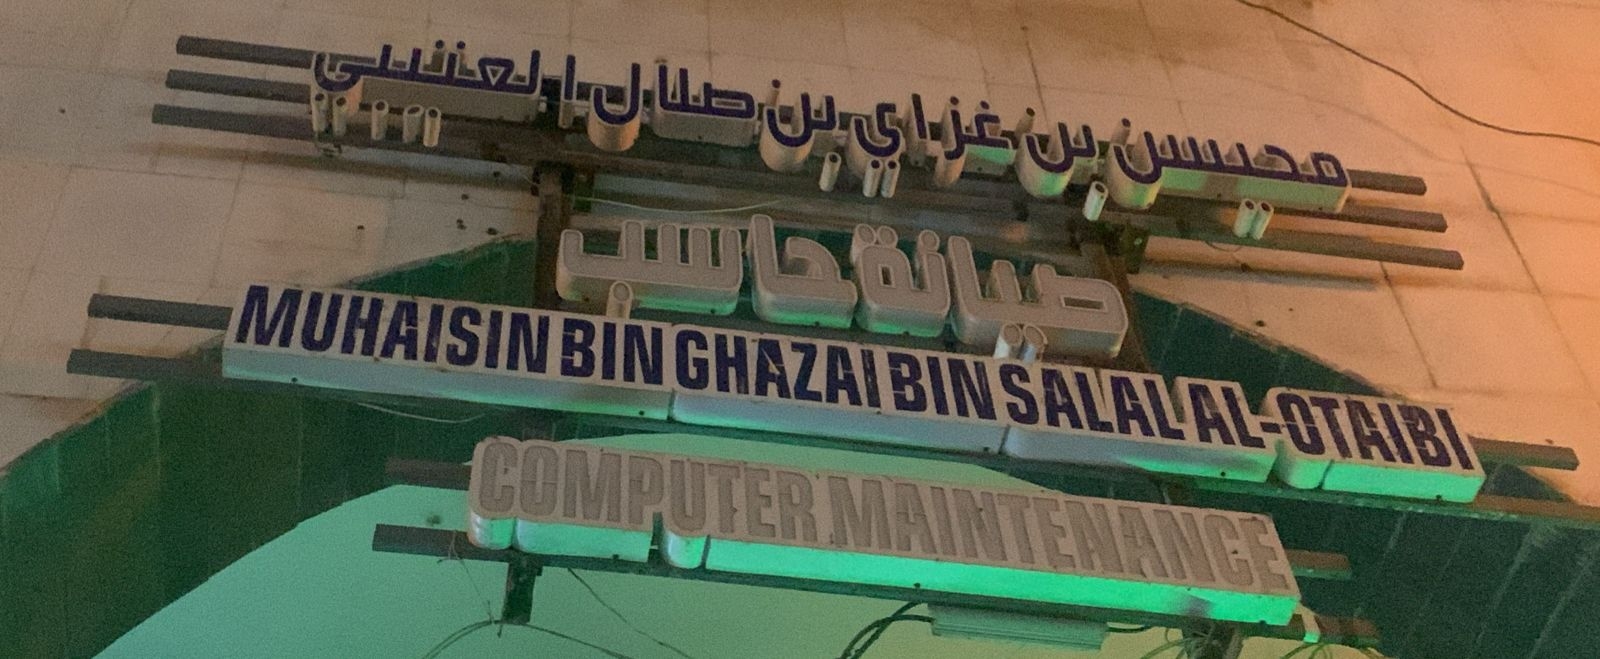 محيسن بن غزاي بن صلال العتيبي
صيانة حاسب
MUHAISIN BIN GHAZAI BIN SALAL AL-OTAIBI
COMPUTER MAINTENANCE